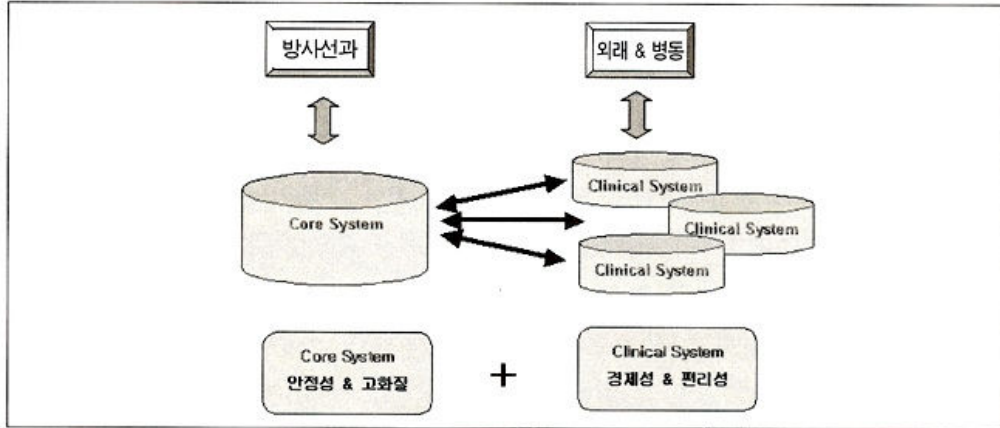 방사선과
외래 & 병동
Core System
Clinical System
Clinical System
Clinical System
Core System
안정성 & 고화질
+
Clinical System
경제성 & 편리성